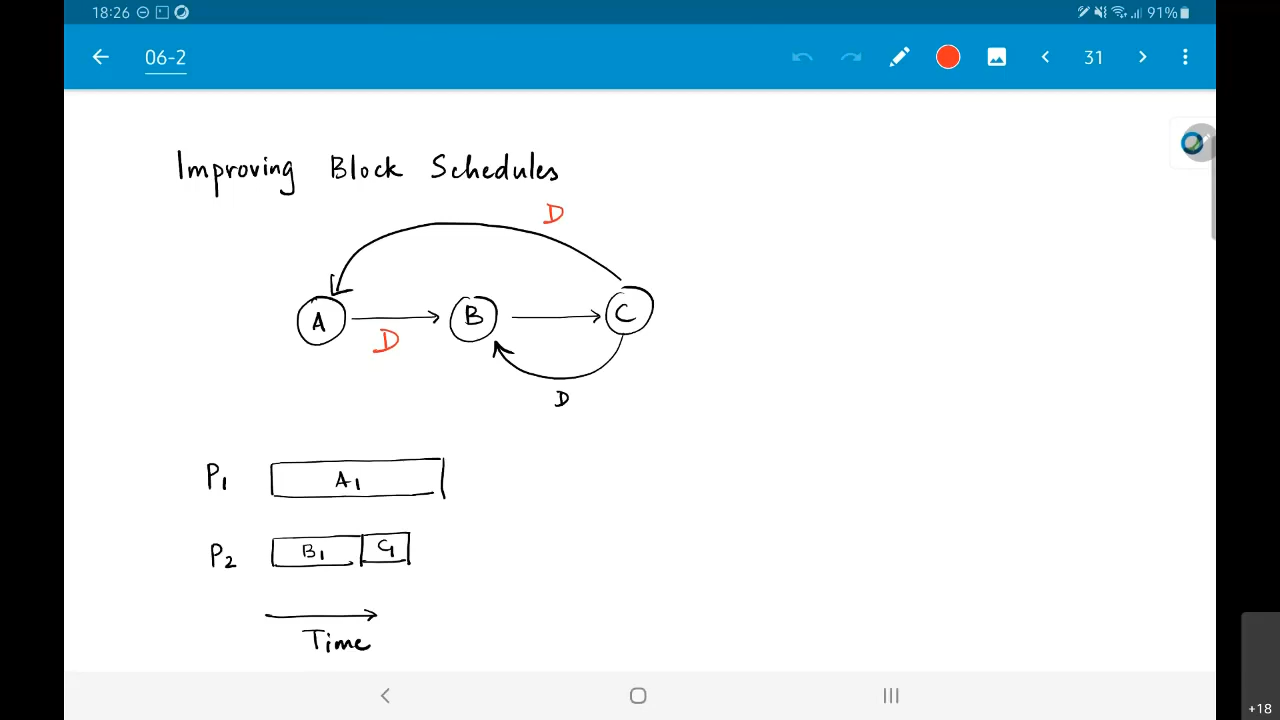 18:26 91%
06-2 31
Improving Block Schedules
D
A B C
D
D
P1 A1
P2 B1 C1
Time
+18